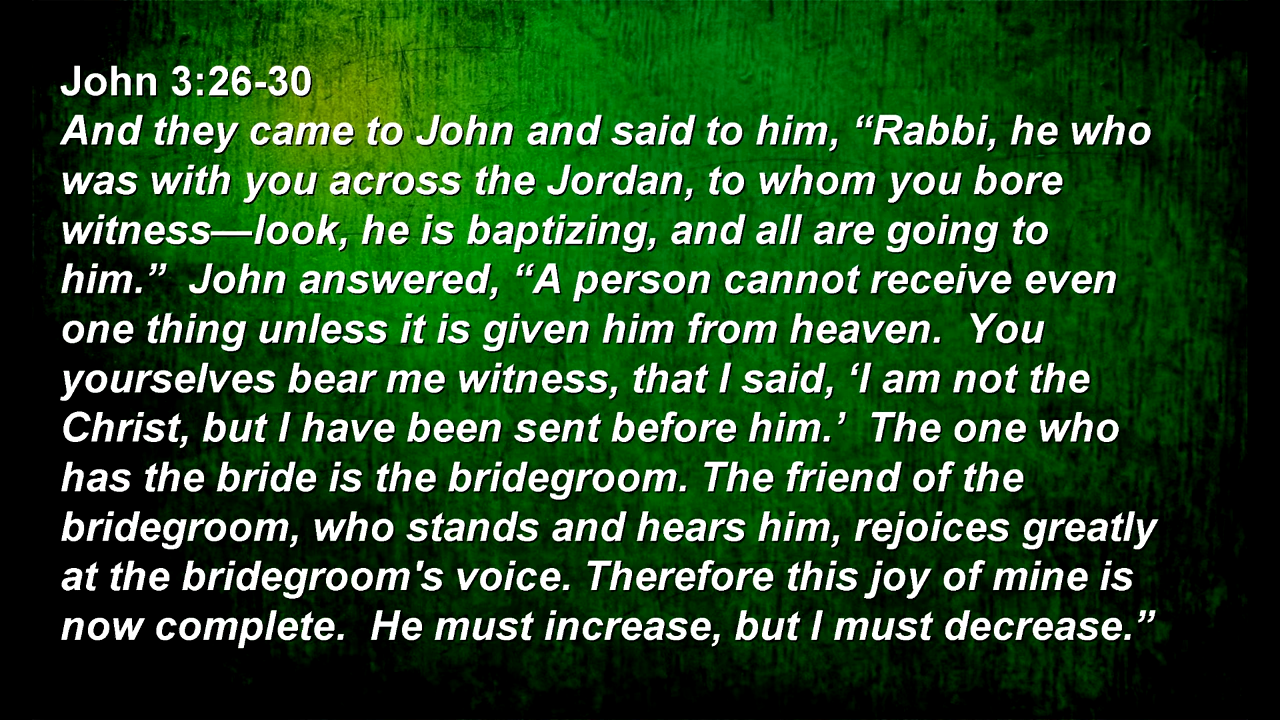 John 3:26-30
And they came to John and said to him, “Rabbi, he who
was with you across the Jordan, to whom you bore
witness—look, he is baptizing, and all are going to
him.”  John answered, “A person cannot receive even
one thing unless it is given him from heaven.  You
yourselves bear me witness, that I said, ‘I am not the
Christ, but I have been sent before him.’  The one who
has the bride is the bridegroom. The friend of the
bridegroom, who stands and hears him, rejoices greatly
at the bridegroom's voice. Therefore this joy of mine is
now complete.  He must increase, but I must decrease.”